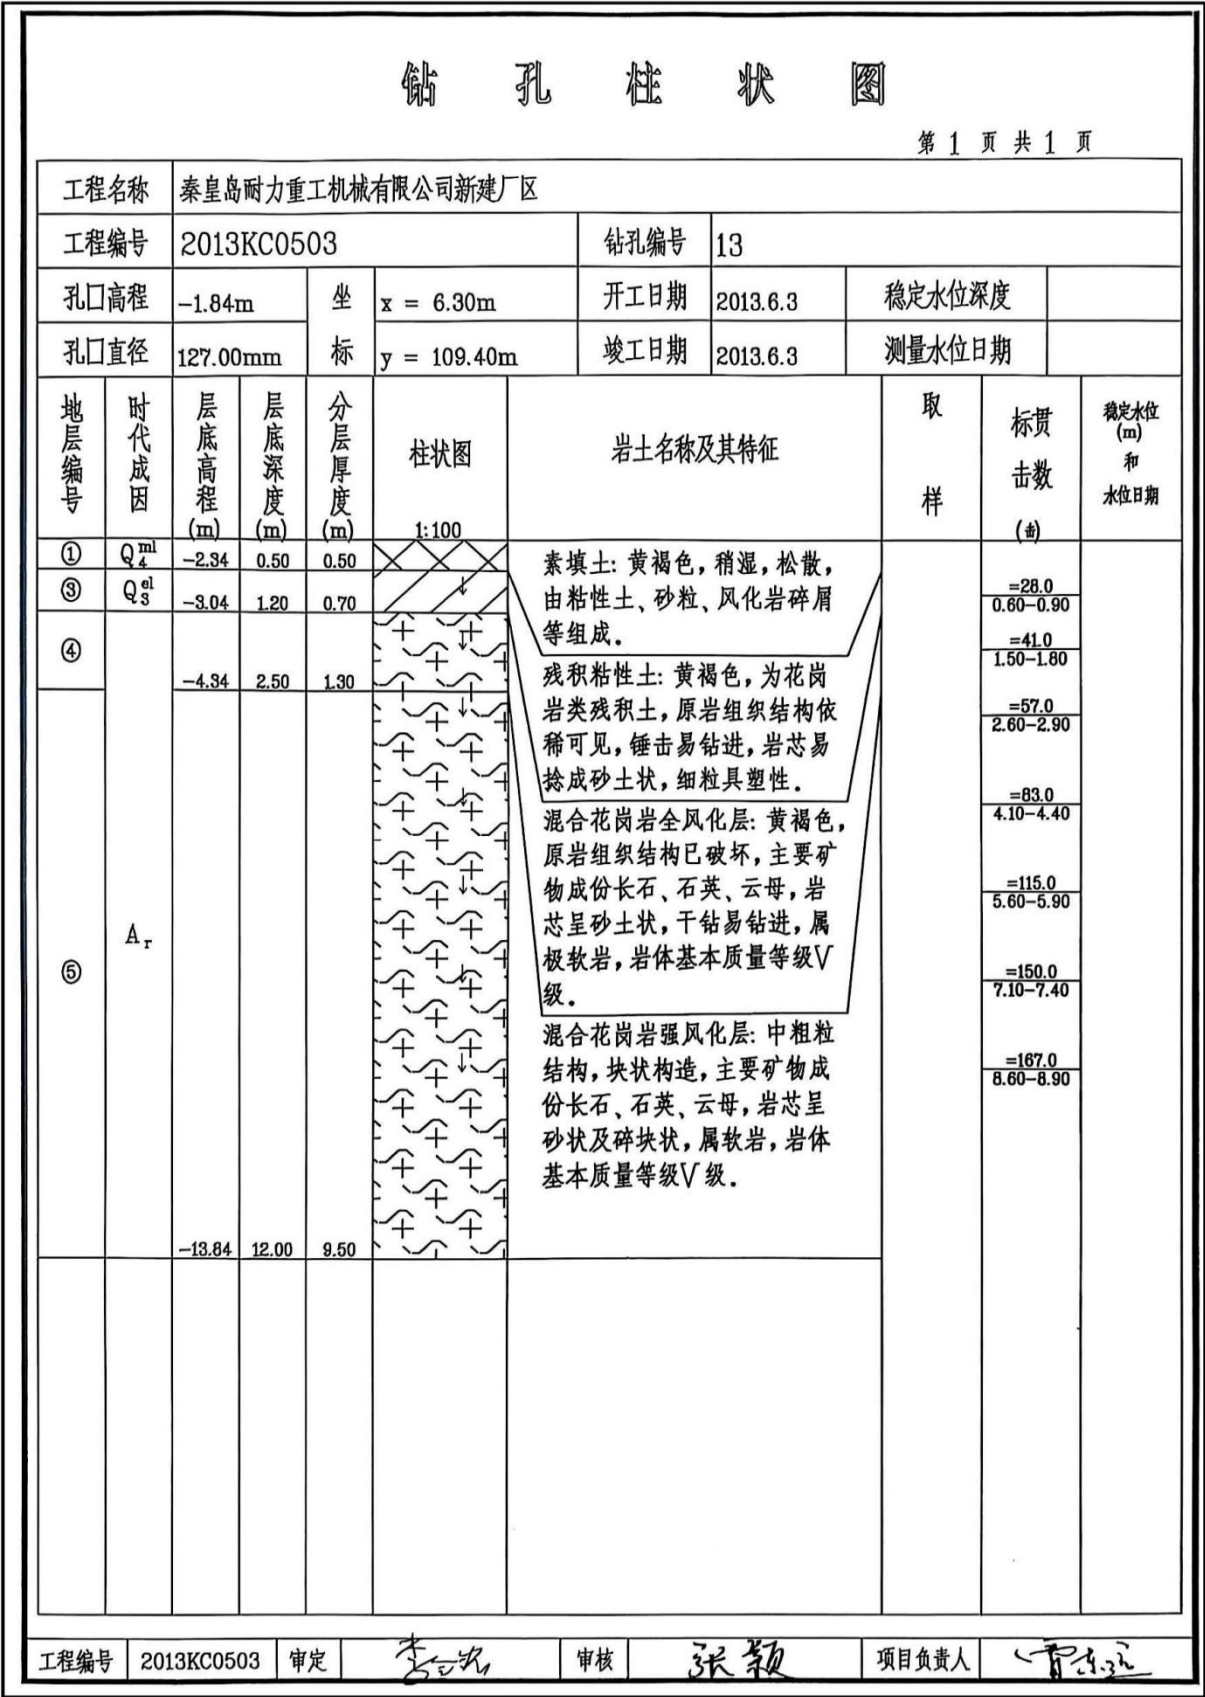 钻孔柱状图
第 1 页 共 1 页
工程名称 秦皇岛耐力重工机械有限公司新建厂区
工程编号 2013KC0503 钻孔编号 13
孔口高程 -1.84m 坐标 x = 6.30m 开工日期 2013.6.3 稳定水位深度
孔口直径 127.00mm y = 109.40m 竣工日期 2013.6.3 测量水位日期
地层编号 时代成因 层底高程(m) 层底深度(m) 分层厚度(m) 柱状图 1:100 岩土名称及其特征 取样 标贯击数(击) 稳定水位(m)和水位日期
① Q4ml -2.34 0.50 0.50
③ Q3el -3.04 1.20 0.70
④ -4.34 2.50 1.30
⑤ Ar -13.84 12.00 9.50
素填土: 黄褐色, 稍湿, 松散,
由粘性土、砂粒、风化岩碎屑
等组成.
残积粘性土: 黄褐色, 为花岗
岩类残积土, 原岩组织结构依
稀可见, 锤击易钻进, 岩芯易
捻成砂土状, 细粒具塑性.
混合花岗岩全风化层: 黄褐色,
原岩组织结构已破坏, 主要矿
物成份长石、石英、云母, 岩
芯呈砂土状, 干钻易钻进, 属
极软岩, 岩体基本质量等级Ⅴ
级.
混合花岗岩强风化层: 中粗粒
结构, 块状构造, 主要矿物成
份长石、石英、云母, 岩芯呈
砂状及碎块状, 属软岩, 岩体
基本质量等级Ⅴ级.
=28.0
0.60-0.90
=41.0
1.50-1.80
=57.0
2.60-2.90
=83.0
4.10-4.40
=115.0
5.60-5.90
=150.0
7.10-7.40
=167.0
8.60-8.90
工程编号 2013KC0503 审定 审核 张颖 项目负责人